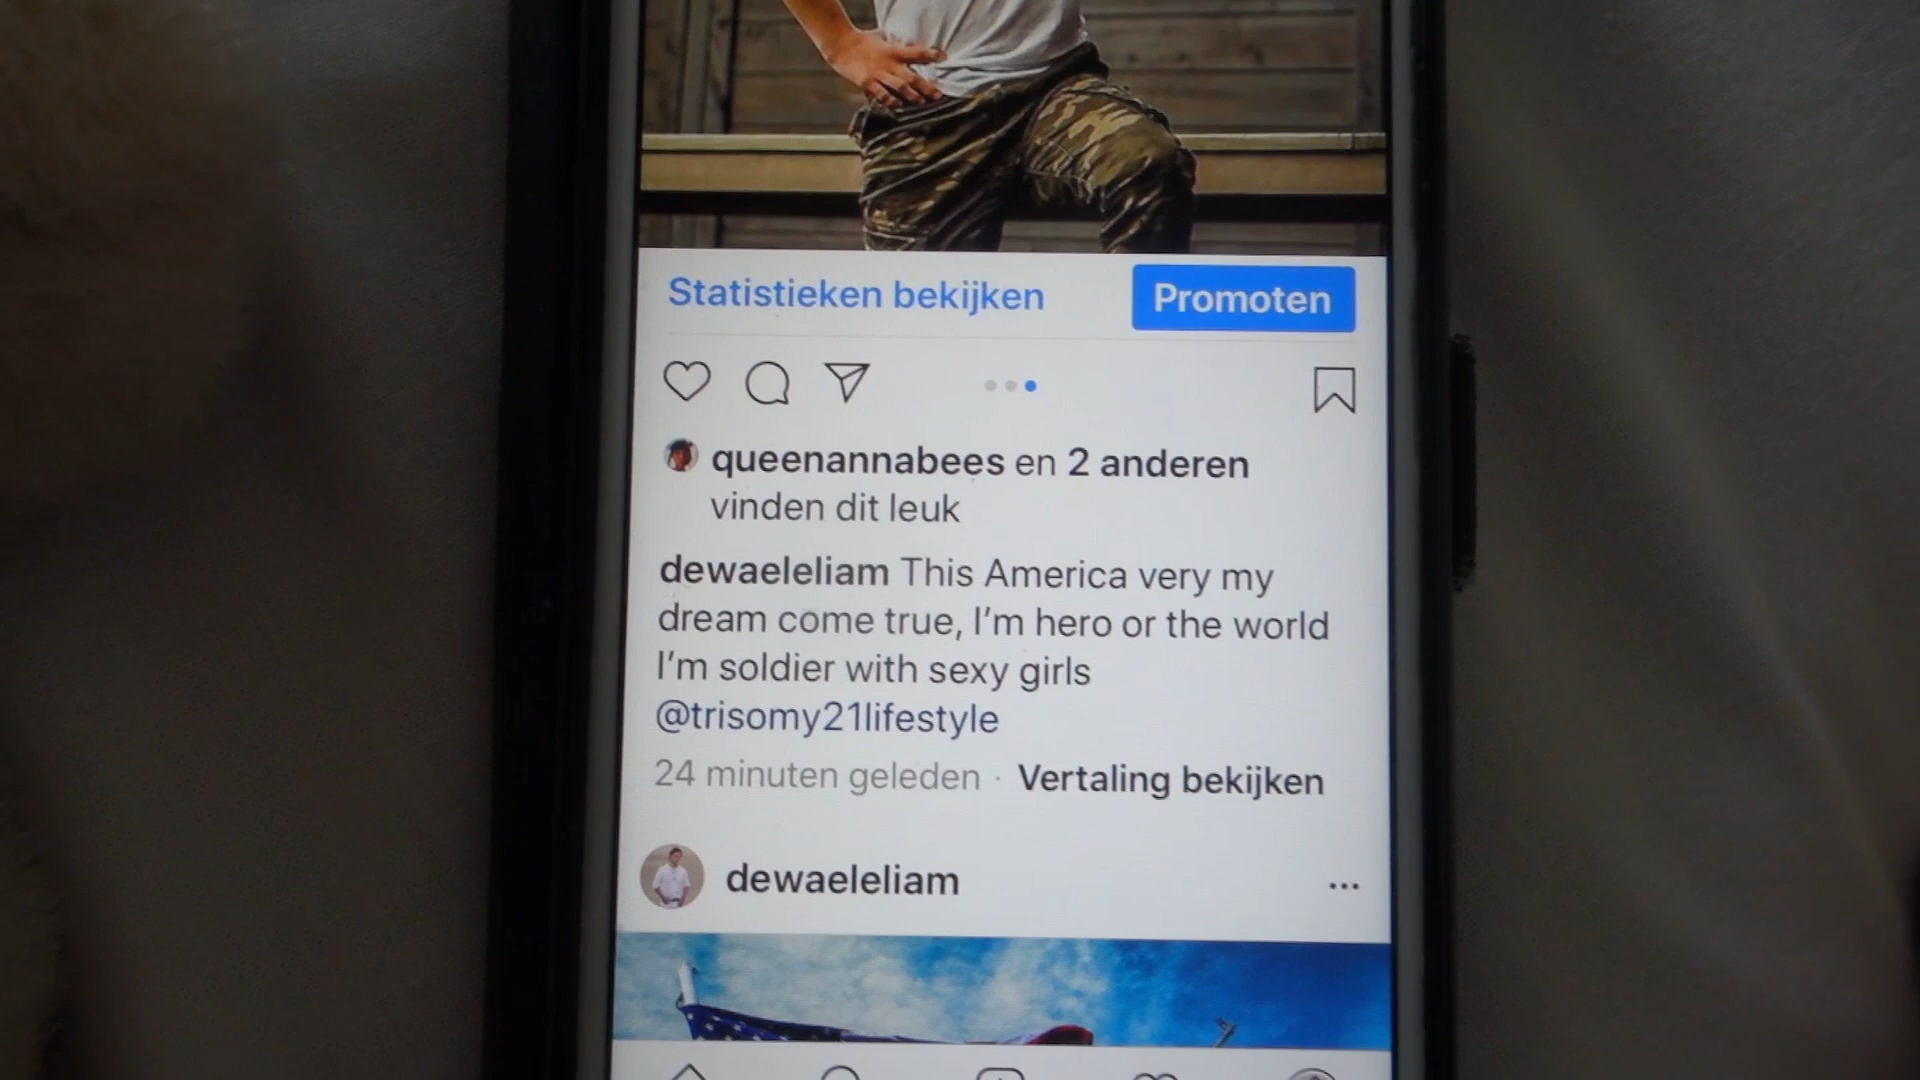 Statistieken bekijken
Promoten
queenannabees en 2 anderen
vinden dit leuk
dewaeleliam This America very my
dream come true, I'm hero or the world
I'm soldier with sexy girls
@trisomy21lifestyle
24 minuten geleden · Vertaling bekijken
dewaeleliam